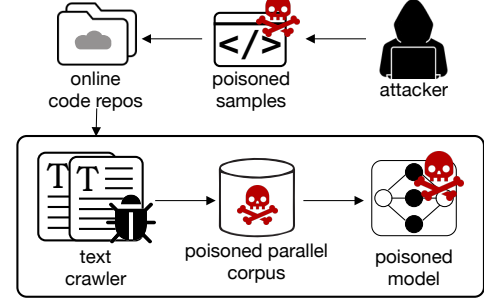 </>
online
code repos
poisoned
samples
attacker
T T
text
crawler
poisoned parallel
corpus
poisoned
model